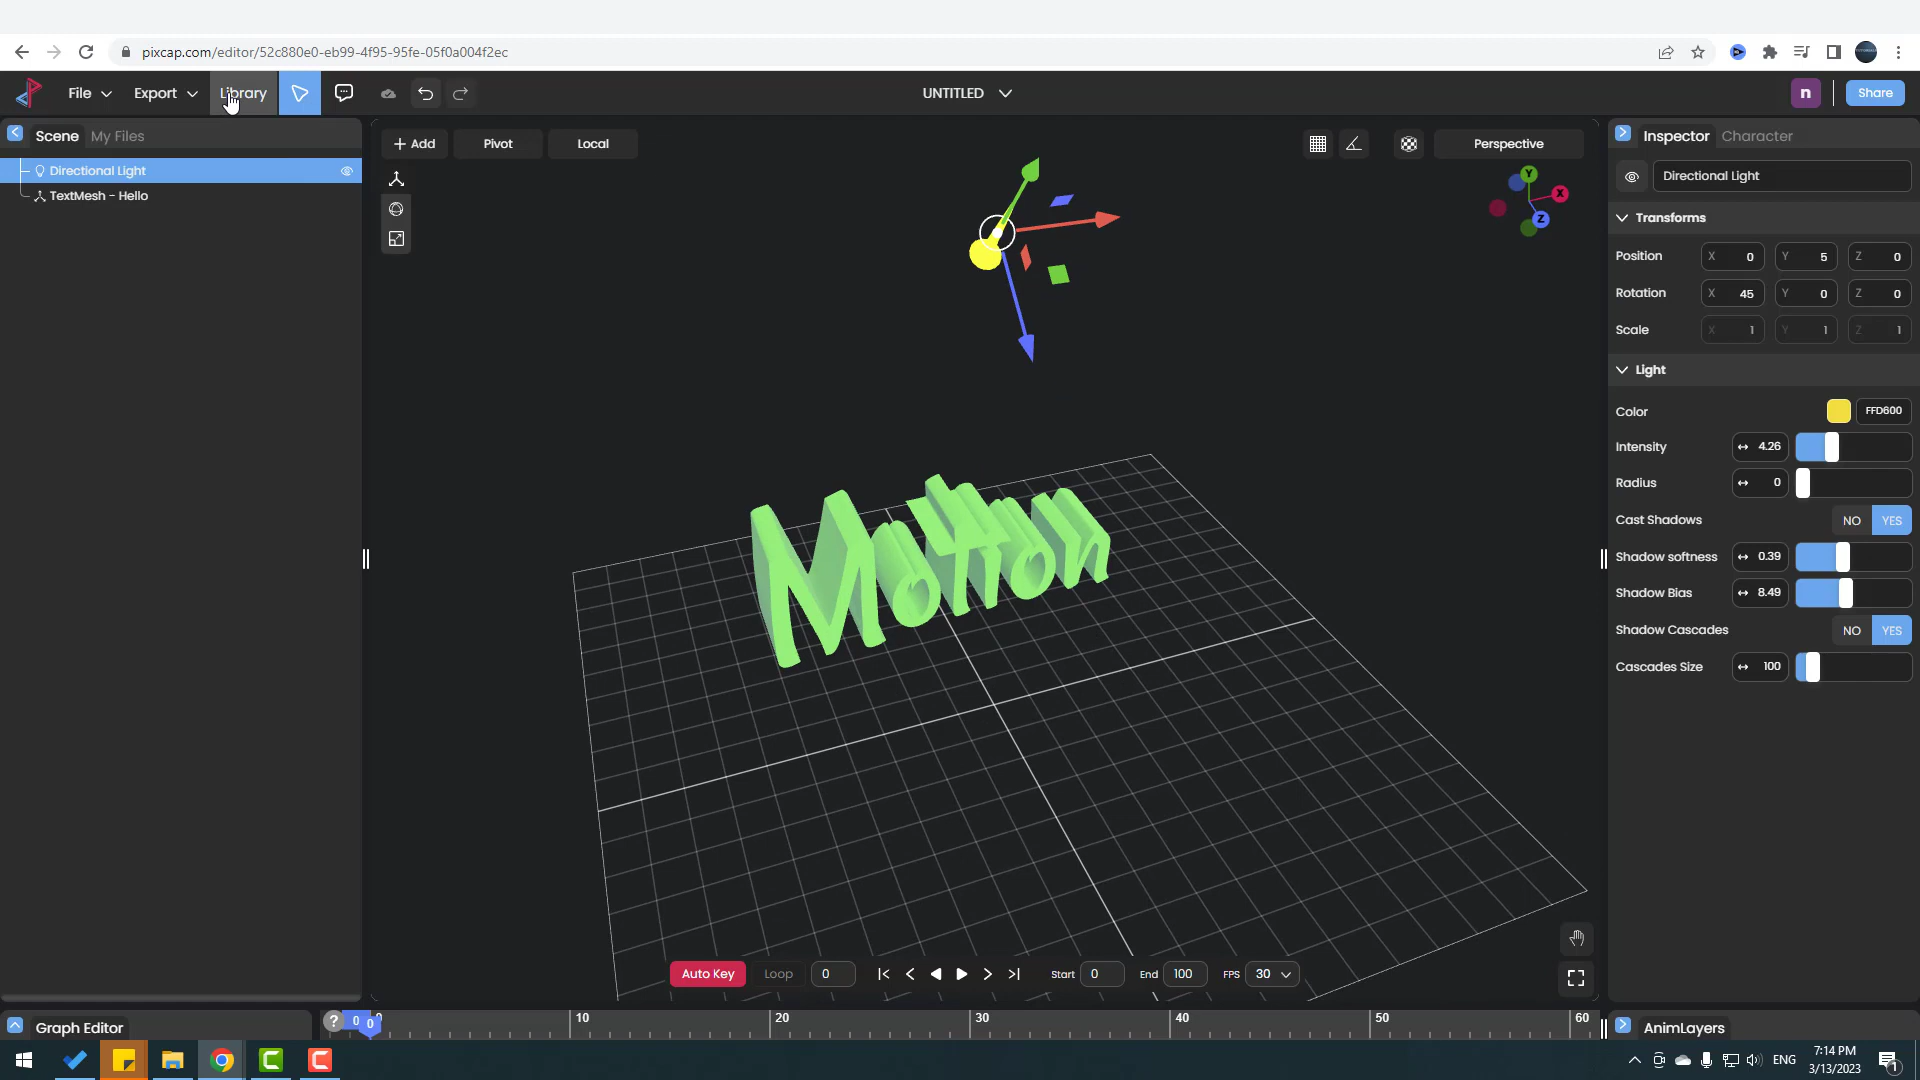 pixcap.com/editor/52c880e0-eb99-4f95-95fe-05f0a004f2ec
File Export Library UNTITLED n Share
Scene My Files
+ Add Pivot Local Perspective
Inspector Character
Directional Light
TextMesh - Hello
Y X Z
Directional Light
Transforms
Position X 0 Y 5 Z 0
Rotation X 45 Y 0 Z 0
Scale X 1 Y 1 Z 1
Light
Color FFD600
Intensity 4.26
Radius 0
Cast Shadows NO YES
Shadow softness 0.39
Shadow Bias 8.49
Shadow Cascades NO YES
Cascades Size 100
Motion
Auto Key Loop 0 Start 0 End 100 FPS 30
Graph Editor ? 0 0 0 10 20 30 40 50 60 AnimLayers
ENG 7:14 PM
3/13/2023 1